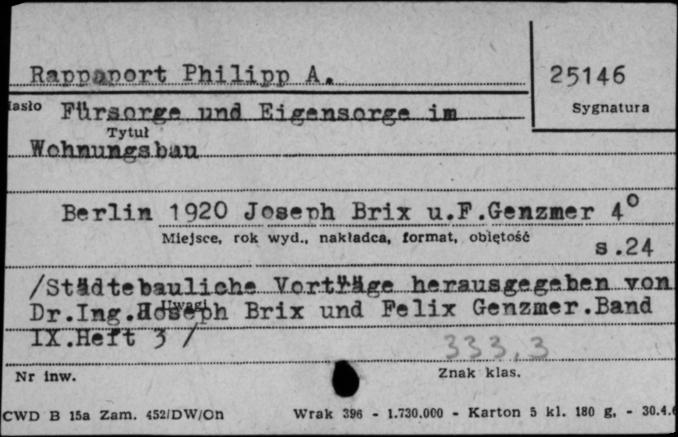 Rappaport Philipp A.
25146
Sygnatura
Hasło Fürsorge und Eigensorge im
Tytuł
Wohnungsbau
Berlin 1920 Joseph Brix u.F.Genzmer 4°
Miejsce, rok wyd., nakładca, format, objętość
s.24
/Städtebauliche Vorträge herausgegeben von
Uwagi
Dr.Ing.Joseph Brix und Felix Genzmer.Band
IX.Heft 3 /
333,3
Nr inw.
Znak klas.
CWD B 15a Zam. 452/DW/On
Wrak 396 - 1.730.000 - Karton 5 kl. 180 g. - 30.4.